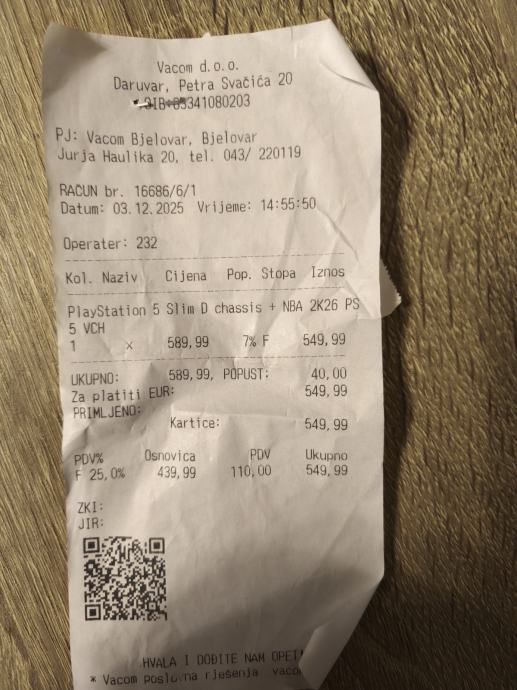 Vacom d.o.o.
Daruvar, Petra Svačića 20
PJ: Vacom Bjelovar, Bjelovar
Jurja Haulika 20, tel. 043/ 220119
RAČUN br. 16686/6/1
Datum: 03.12.2025 Vrijeme: 14:55:50
Operater: 232
Kol. Naziv Cijena Pop. Stopa Iznos
PlayStation 5 Slim D chassis + NBA 2K26 PS
5 VCH
1 x 589,99 7% F 549,99
UKUPNO: 589,99, POPUST: 40,00
Za platiti EUR: 549,99
PRIMLJENO:
Kartice: 549,99
PDV% Osnovica PDV Ukupno
F 25,0% 439,99 110,00 549,99
ZKI:
JIR:
HVALA I DOĐITE NAM
* Vacom rješenja